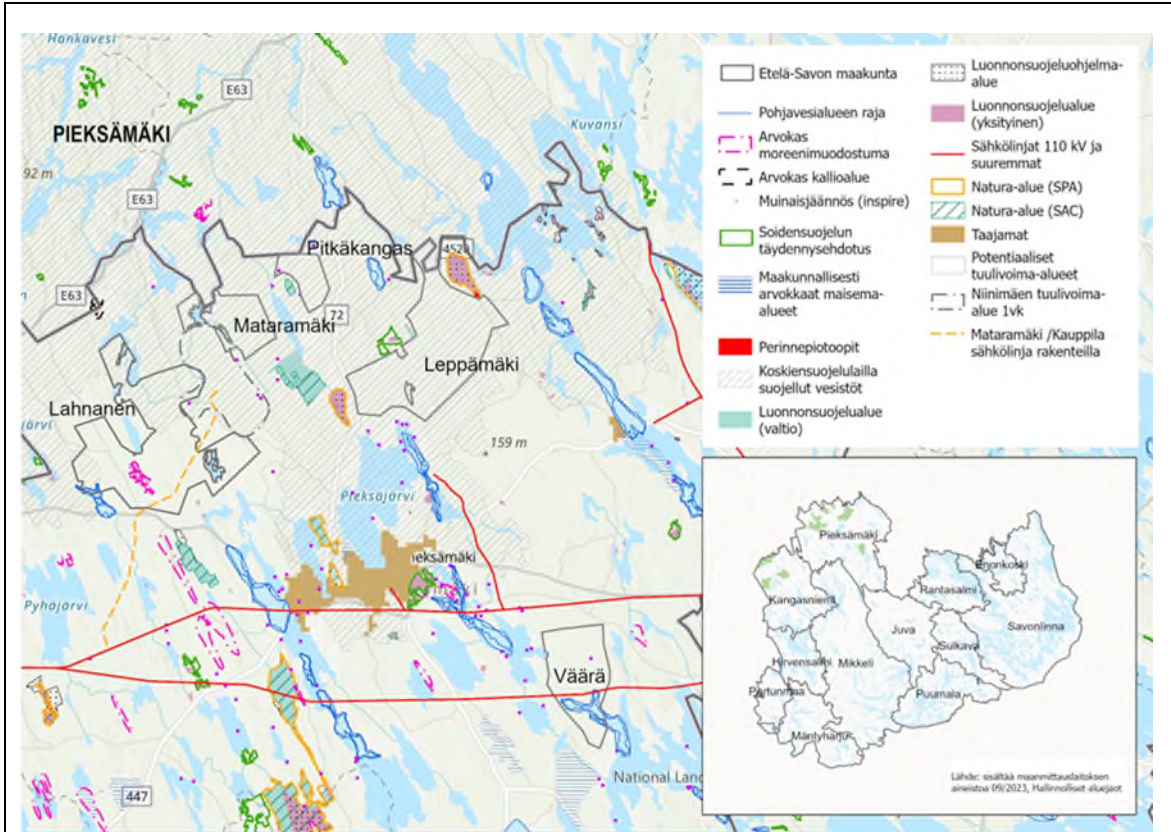 Hankavesi
E63
PIEKSÄMÄKI
Kuvansi
92 m
E63
Pitkäkangas
452
E63
72
Mataramäki
Leppämäki
Lahnanen
järvi
159 m
Pieksäjärvi
ieksämäki
Pyhäjärvi
Väärä
447
National Land
Etelä-Savon maakunta
Pohjavesialueen raja
Arvokas
moreenimuodostuma
Arvokas kallioalue
Muinaisjäännös (inspire)
Soidensuojelun
täydennysehdotus
Maakunnallisesti
arvokkaat maisema-
alueet
Perinnepiotoopit
Koskiensuojelulailla
suojellut vesistöt
Luonnonsuojelualue
(valtio)
Luonnonsuojeluohjelma-
alue
Luonnonsuojelualue
(yksityinen)
Sähkölinjat 110 kV ja
suuremmat
Natura-alue (SPA)
Natura-alue (SAC)
Taajamat
Potentiaaliset
tuulivoima-alueet
Niinimäen tuulivoima-
alue 1vk
Mataramäki /Kauppila
sähkölinja rakenteilla
Pieksämäki
Enonkoski
Rantasalmi
Kangasniemi
Savonlinna
Juva
Sulkava
Hirvensalmi
Mikkeli
Pertunmaa
Puumala
Mäntyharju
Lähde: sisältää maanmittauslaitoksen
aineistoa 09/2023, Hallinnolliset aluejaot